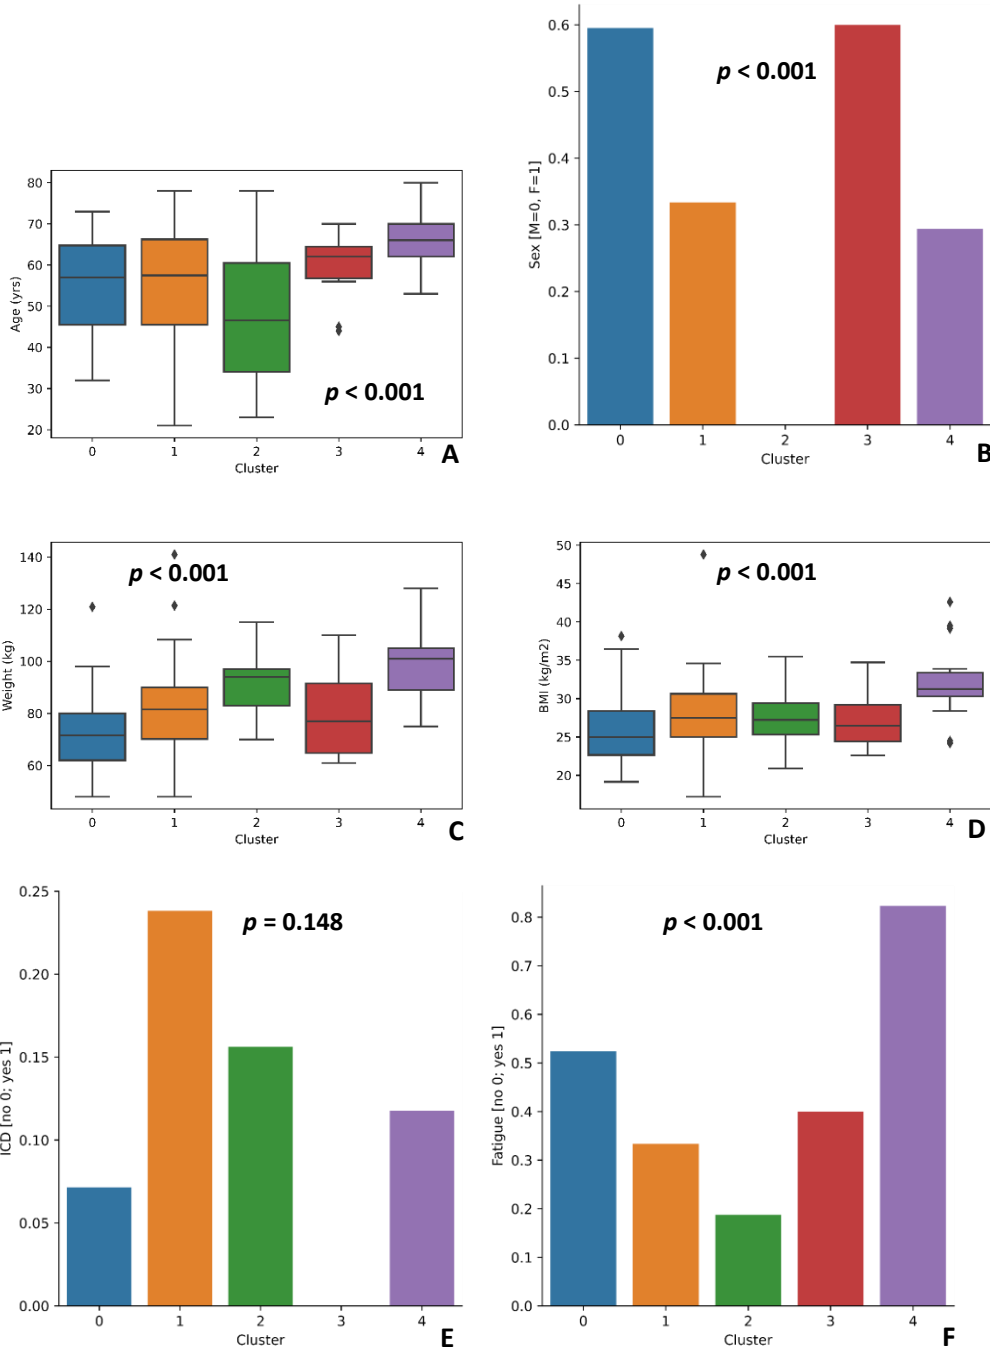 80
70
60
50
40
30
20
Age (yrs)
p < 0.001
0 1 2 3 4
Cluster
A
0.6
0.5
0.4
0.3
0.2
0.1
0.0
Sex [M=0, F=1]
p < 0.001
0 1 2 3 4
Cluster
B
140
120
100
80
60
Weight (kg)
p < 0.001
0 1 2 3 4
Cluster
C
50
45
40
35
30
25
20
BMI (kg/m2)
p < 0.001
0 1 2 3 4
Cluster
D
0.25
0.20
0.15
0.10
0.05
0.00
ICD [no 0; yes 1]
p = 0.148
0 1 2 3 4
Cluster
E
0.8
0.7
0.6
0.5
0.4
0.3
0.2
0.1
0.0
Fatigue [no 0; yes 1]
p < 0.001
0 1 2 3 4
Cluster
F